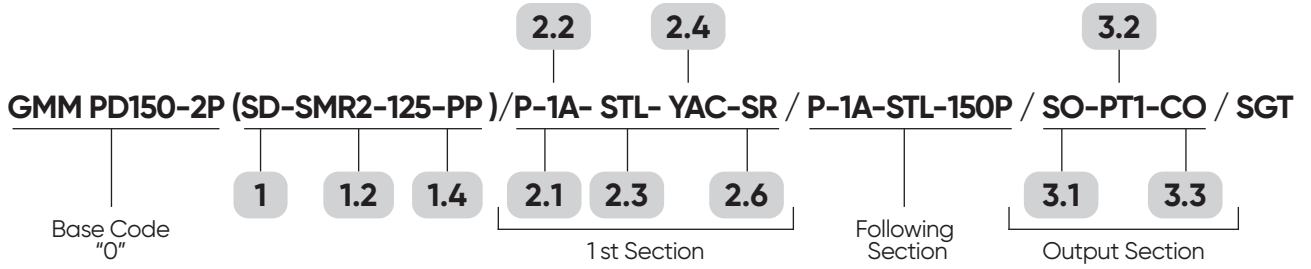 2.2 2.4 3.2
GMM PD150-2P (SD-SMR2-125-PP )/P-1A- STL- YAC-SR / P-1A-STL-150P / SO-PT1-CO / SGT
1 1.2 1.4 2.1 2.3 2.6 3.1 3.3
Base Code
"0"
1 st Section
Following
Section
Output Section